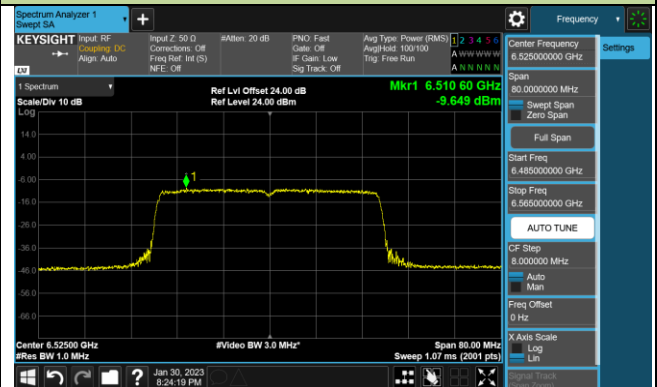 Spectrum Analyzer 1
Swept SA
+
Frequency
KEYSIGHT
Input: RF
Coupling: DC
Align: Auto
Input Z: 50 Ω
Corrections: Off
Freq Ref: Int (S)
NFE: Off
#Atten: 20 dB
PNO: Fast
Gate: Off
IF Gain: Low
Sig Track: Off
Avg Type: Power (RMS)
Avg|Hold: 100/100
Trig: Free Run
1 2 3 4 5 6
A W W W W W
A N N N N N
LXI
1 Spectrum
Scale/Div 10 dB
Ref Lvl Offset 24.00 dB
Ref Level 24.00 dBm
Mkr1 6.510 60 GHz
-9.649 dBm
Log
14.0
4.00
-6.00
-16.0
-26.0
-36.0
-46.0
-56.0
-66.0
1
Center 6.52500 GHz
#Res BW 1.0 MHz
#Video BW 3.0 MHz*
Span 80.00 MHz
Sweep 1.07 ms (2001 pts)
Jan 30, 2023
8:24:19 PM
?
Center Frequency
6.525000000 GHz
Span
80.0000000 MHz
Swept Span
Zero Span
Full Span
Start Freq
6.485000000 GHz
Stop Freq
6.565000000 GHz
AUTO TUNE
CF Step
8.000000 MHz
Auto
Man
Freq Offset
0 Hz
X Axis Scale
Log
Lin
Signal Track
(Span Zoom)
Settings